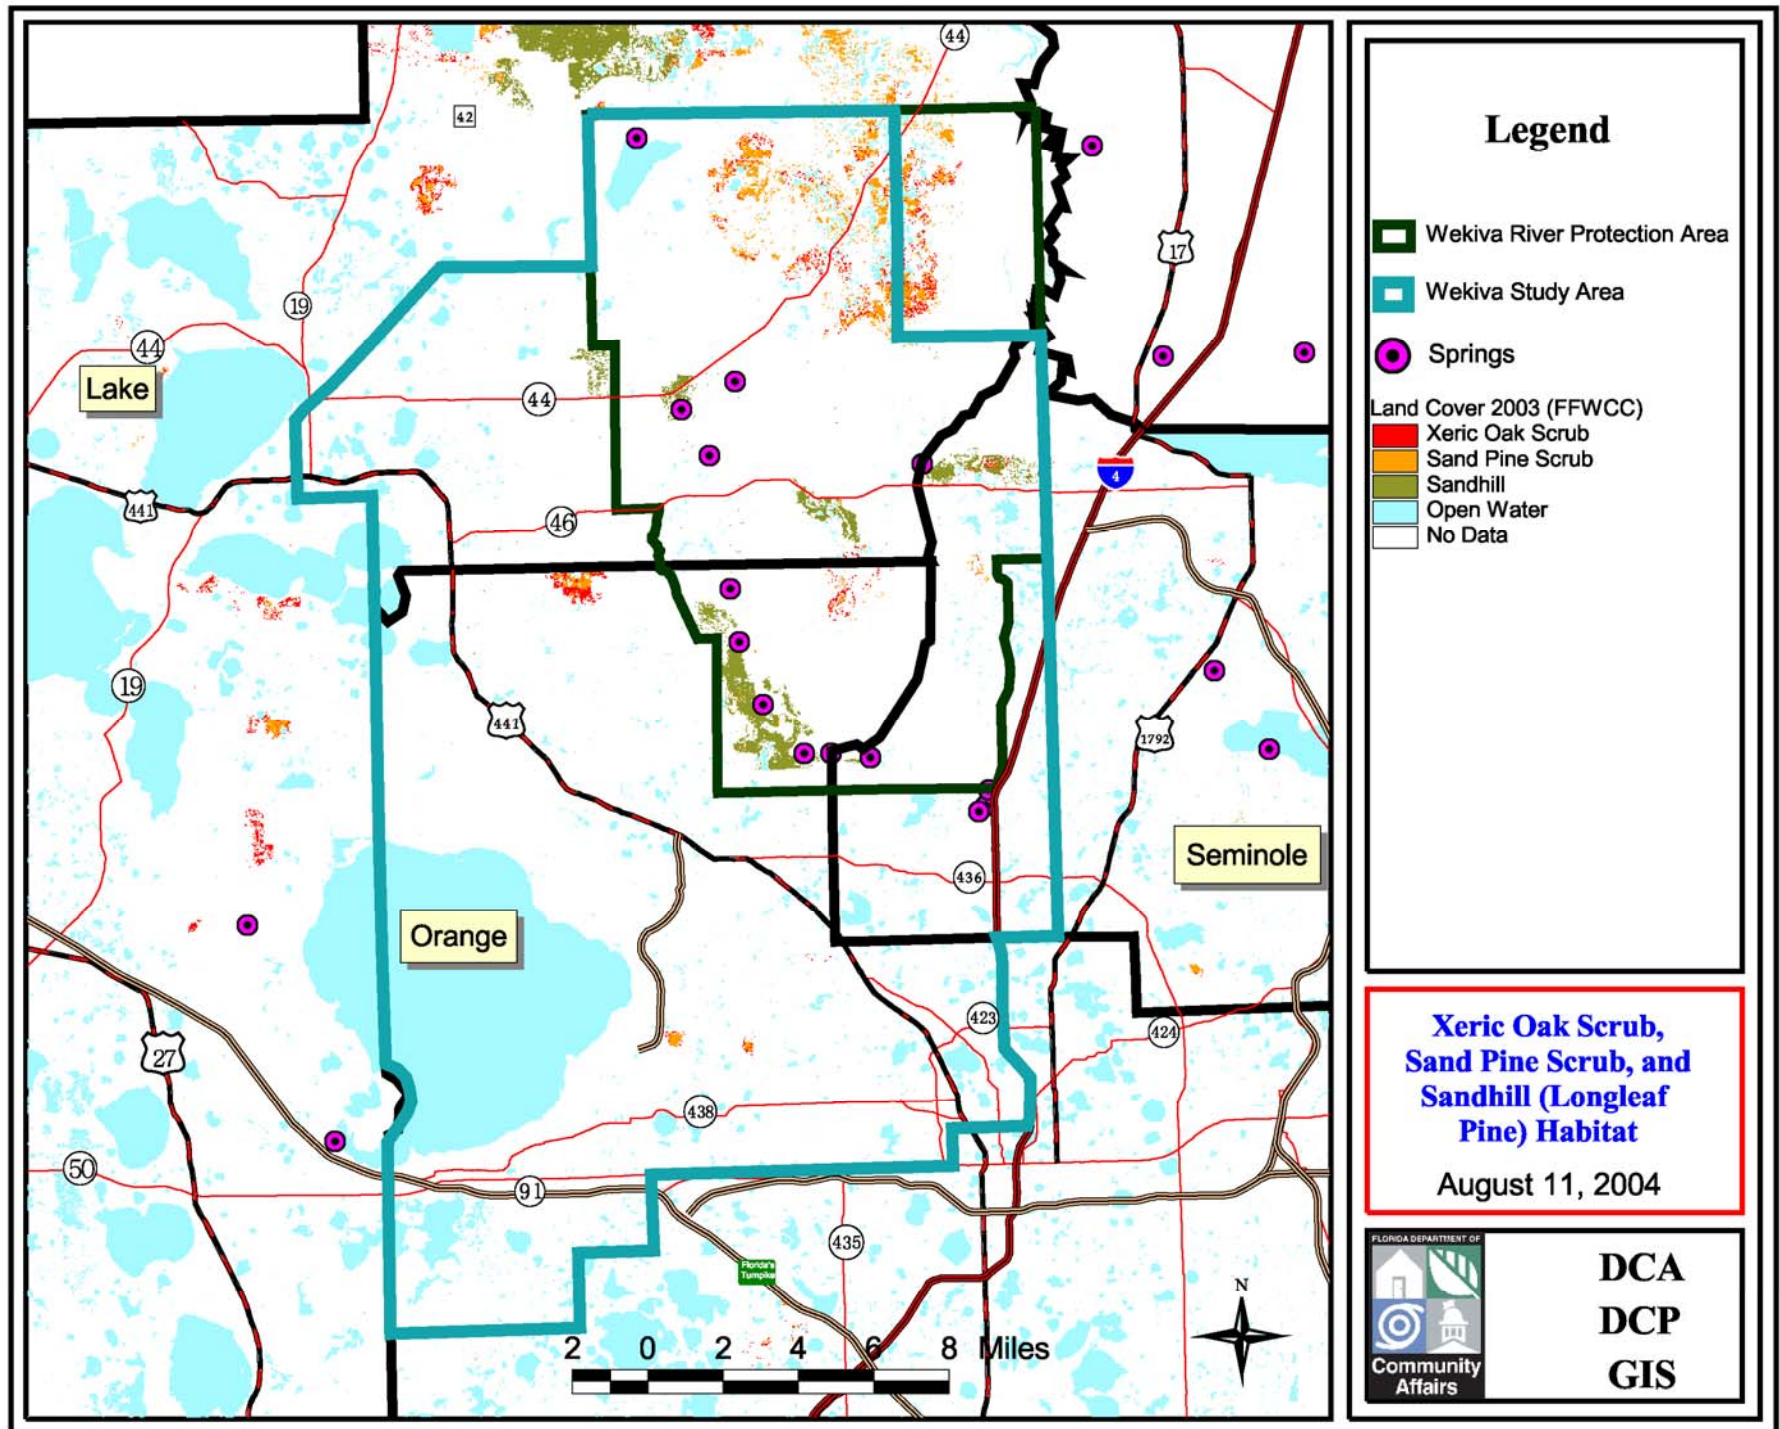 44
42
17
19
44
Lake
44
4
441
46
19
441
1792
Seminole
436
Orange
423
424
27
438
50
91
435
Florida's
Turnpike
N
2 0 2 4 6 8 Miles
Legend
Wekiva River Protection Area
Wekiva Study Area
Springs
Land Cover 2003 (FFWCC)
Xeric Oak Scrub
Sand Pine Scrub
Sandhill
Open Water
No Data
Xeric Oak Scrub,
Sand Pine Scrub, and
Sandhill (Longleaf
Pine) Habitat
August 11, 2004
FLORIDA DEPARTMENT OF
Community
Affairs
DCA
DCP
GIS